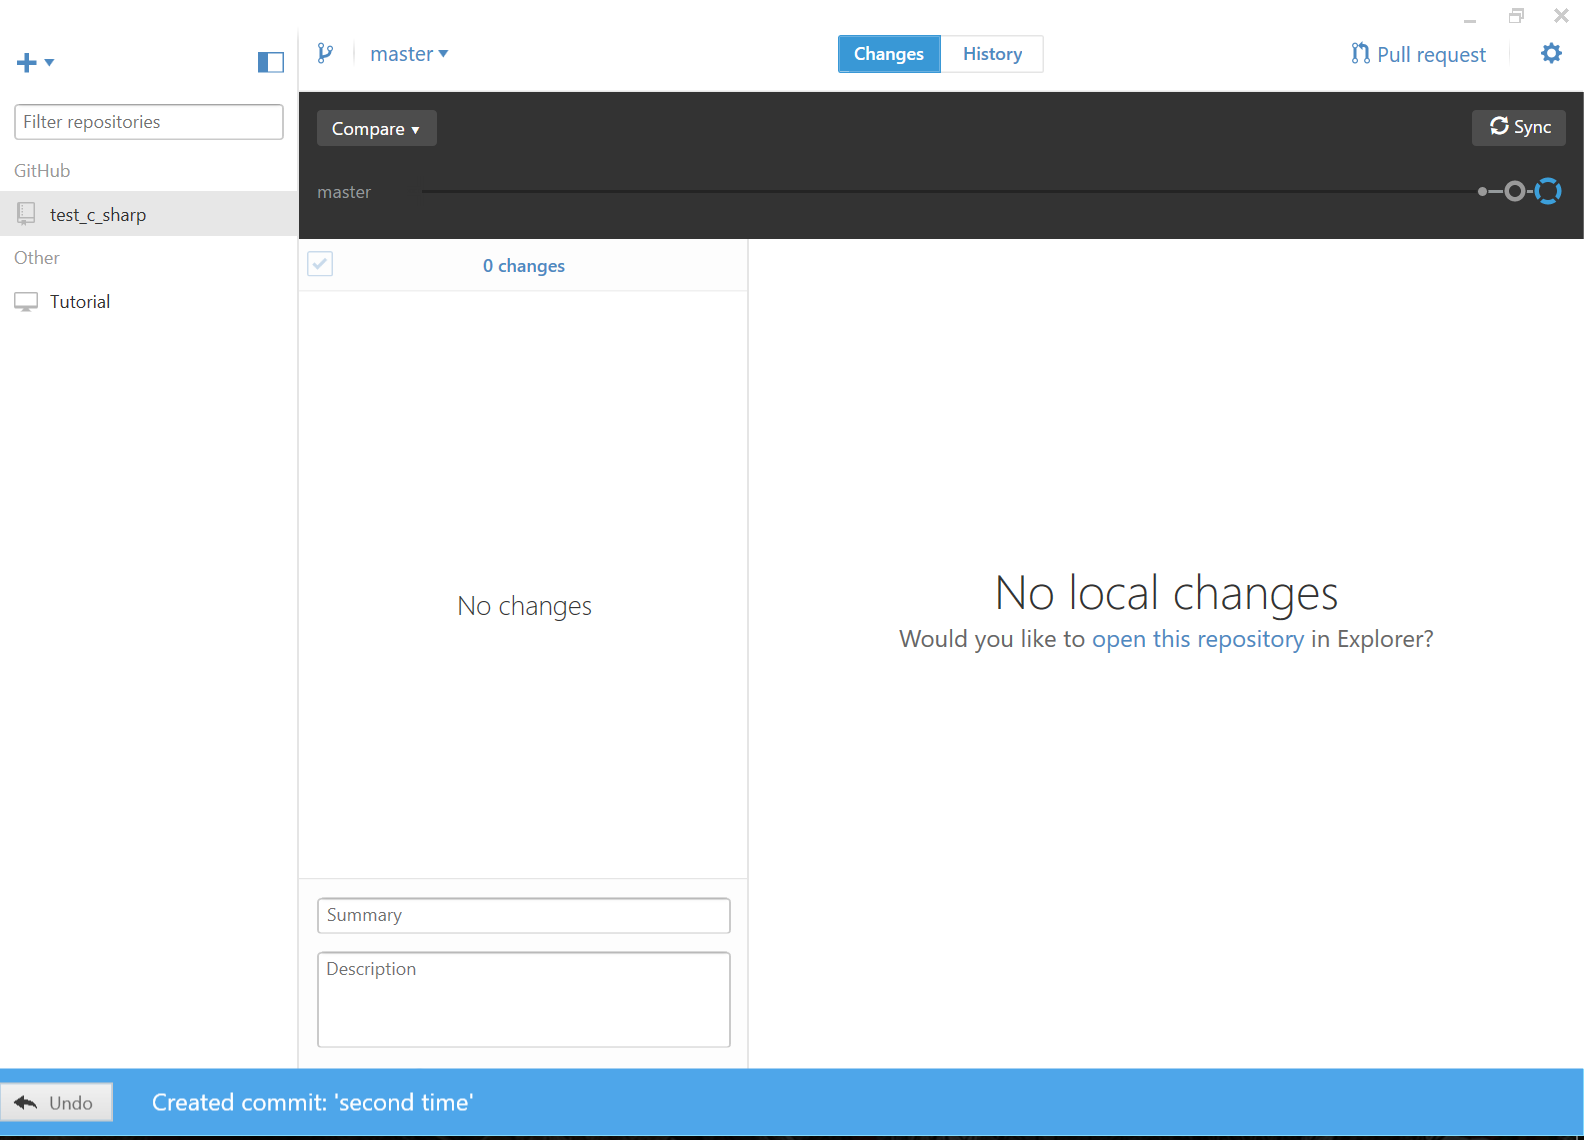 master
Changes
History
Pull request
Filter repositories
Compare
Sync
GitHub
master
test_c_sharp
Other
0 changes
Tutorial
No changes
No local changes
Would you like to open this repository in Explorer?
Summary
Description
Undo
Created commit: 'second time'